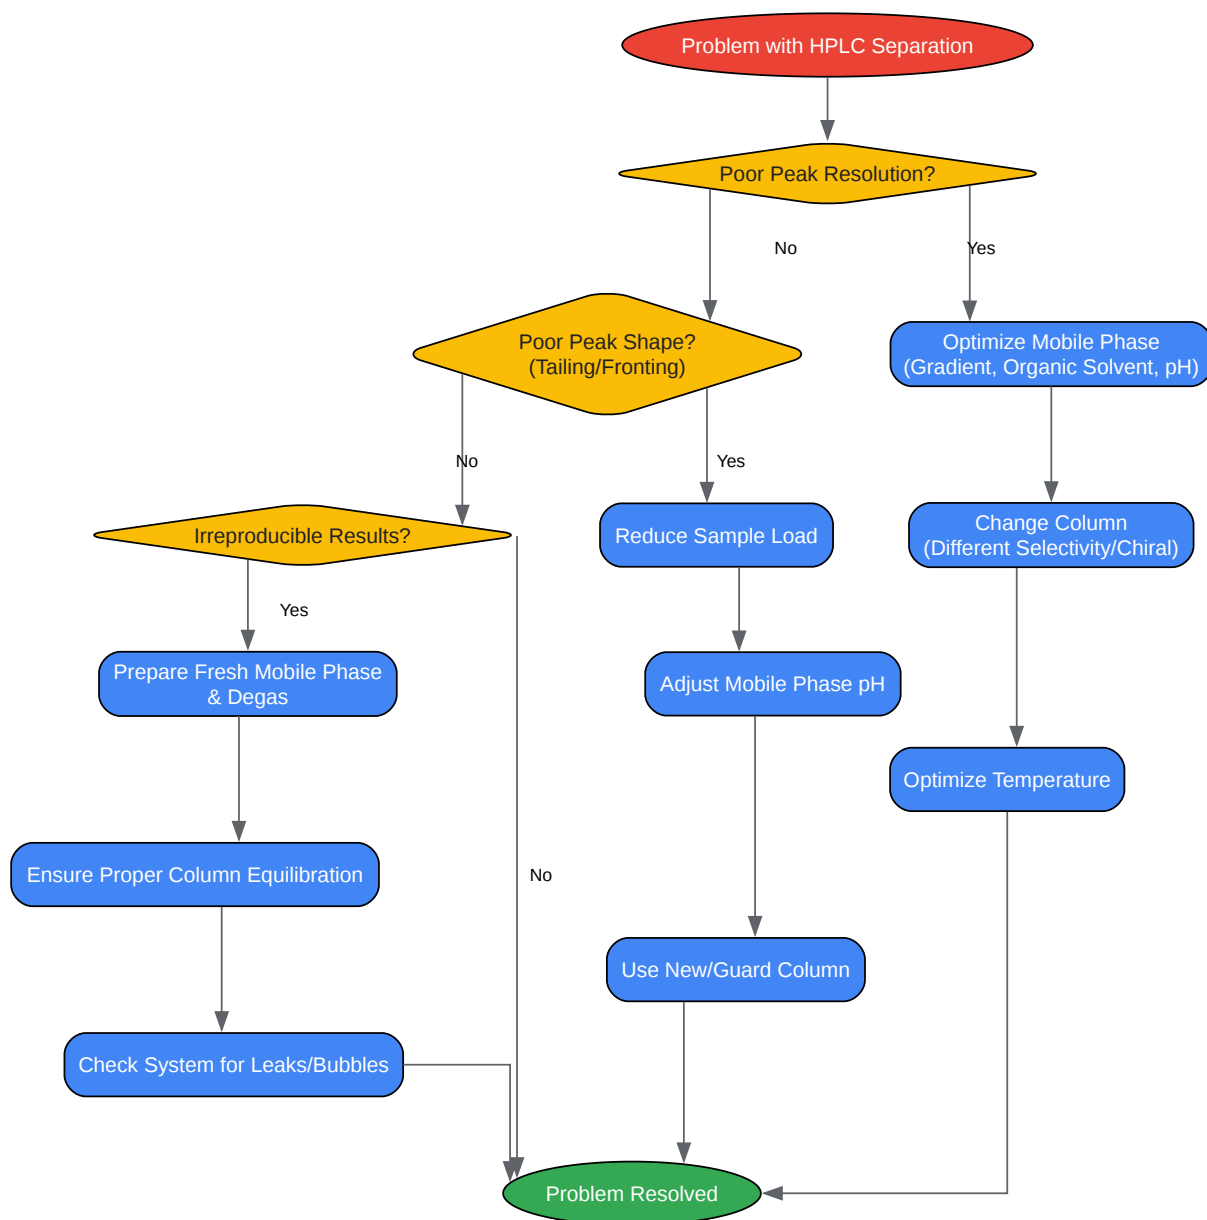 Problem with HPLC Separation
Poor Peak Resolution?
No
Yes
Poor Peak Shape?
(Tailing/Fronting)
Optimize Mobile Phase
(Gradient, Organic Solvent, pH)
No
Yes
Irreproducible Results?
Reduce Sample Load
Change Column
(Different Selectivity/Chiral)
Yes
Prepare Fresh Mobile Phase
& Degas
Adjust Mobile Phase pH
Optimize Temperature
Ensure Proper Column Equilibration
No
Use New/Guard Column
Check System for Leaks/Bubbles
Problem Resolved